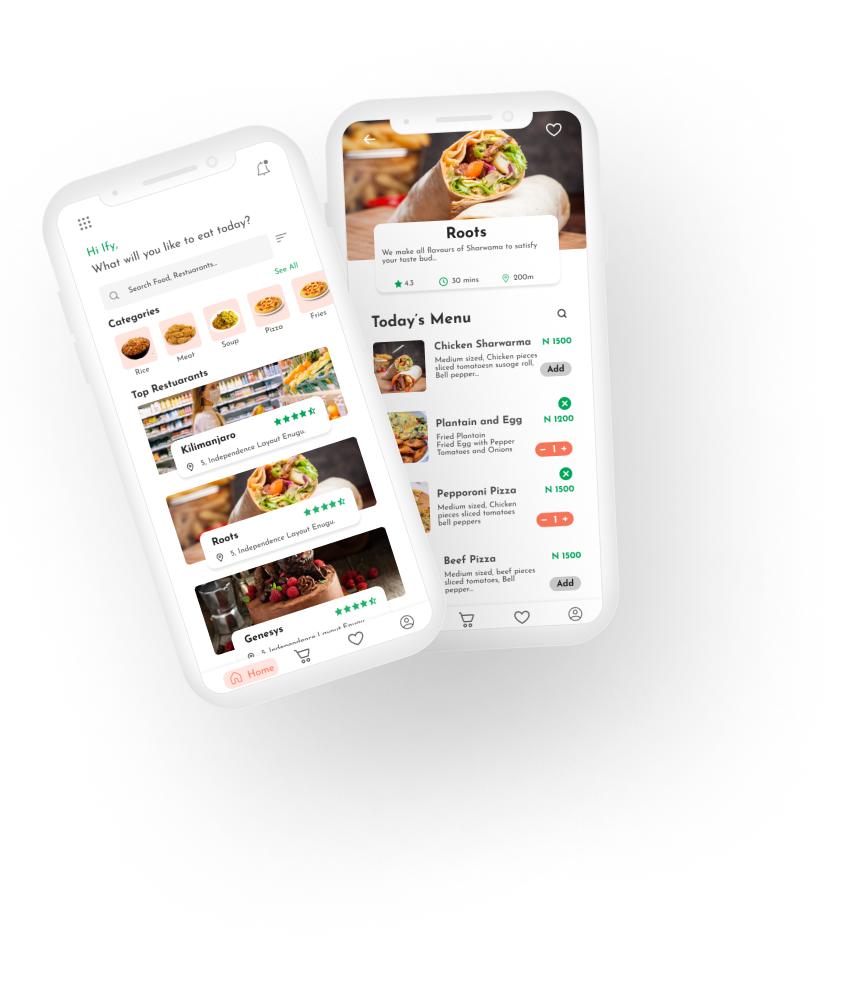 Hi Ify,
What will you like to eat today?
Search Food, Restuarants...
Categories
See All
Rice
Meat
Soup
Pizza
Fries
Top Restuarants
Kilimanjaro
5, Independence Layout Enugu.
Roots
5, Independence Layout Enugu.
Genesys
5, Independence Layout Enugu
Home
Roots
We make all flavours of Sharwama to satisfy
your taste bud...
4.3
30 mins
200m
Today's Menu
Chicken Sharwarma
N 1500
Medium sized, Chicken pieces
sliced tomatoesn susage roll,
Bell pepper...
Add
Plantain and Egg
N 1200
Fried Plantain
Fried Egg with Pepper
Tomatoes and Onions
– 1 +
Pepporoni Pizza
N 1500
Medium sized, Chicken
pieces sliced tomatoes
bell peppers
– 1 +
Beef Pizza
N 1500
Medium sized, beef pieces
sliced tomatoes, Bell
pepper...
Add